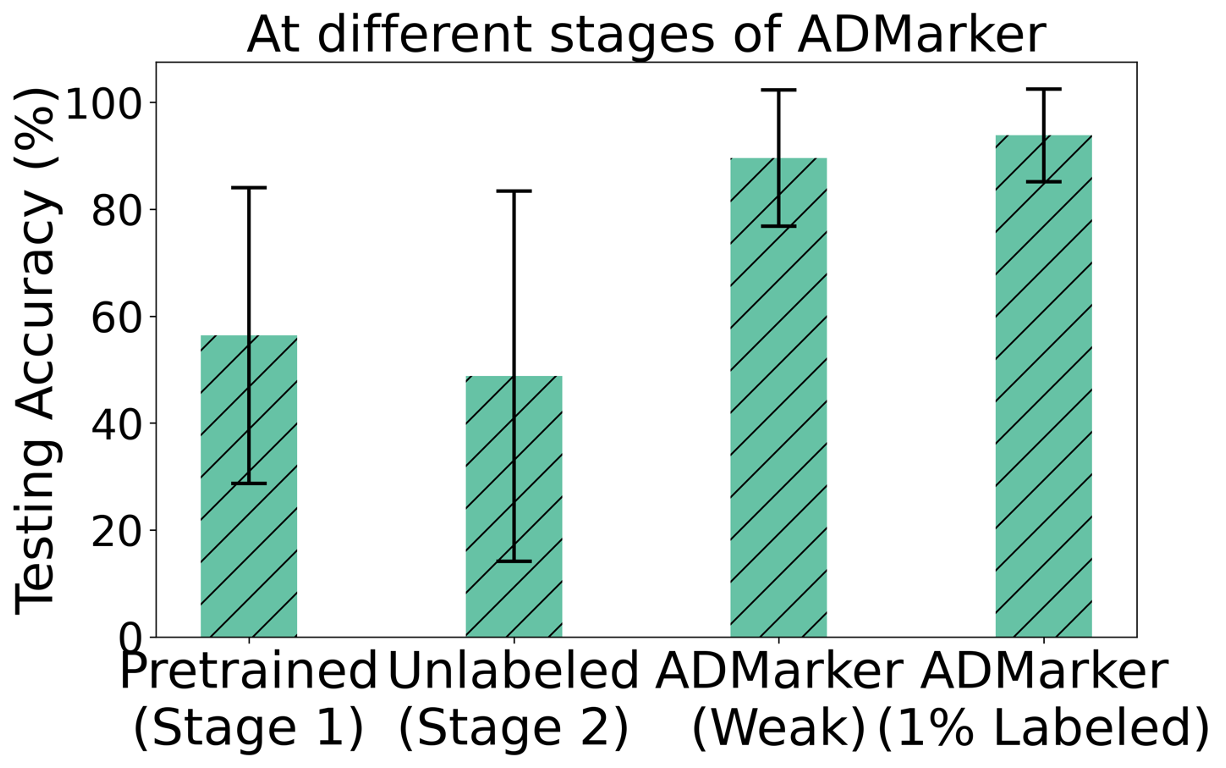 At different stages of ADMarker
Testing Accuracy (%)
100
80
60
40
20
0
Pretrained Unlabeled ADMarker ADMarker
(Stage 1) (Stage 2) (Weak) (1% Labeled)